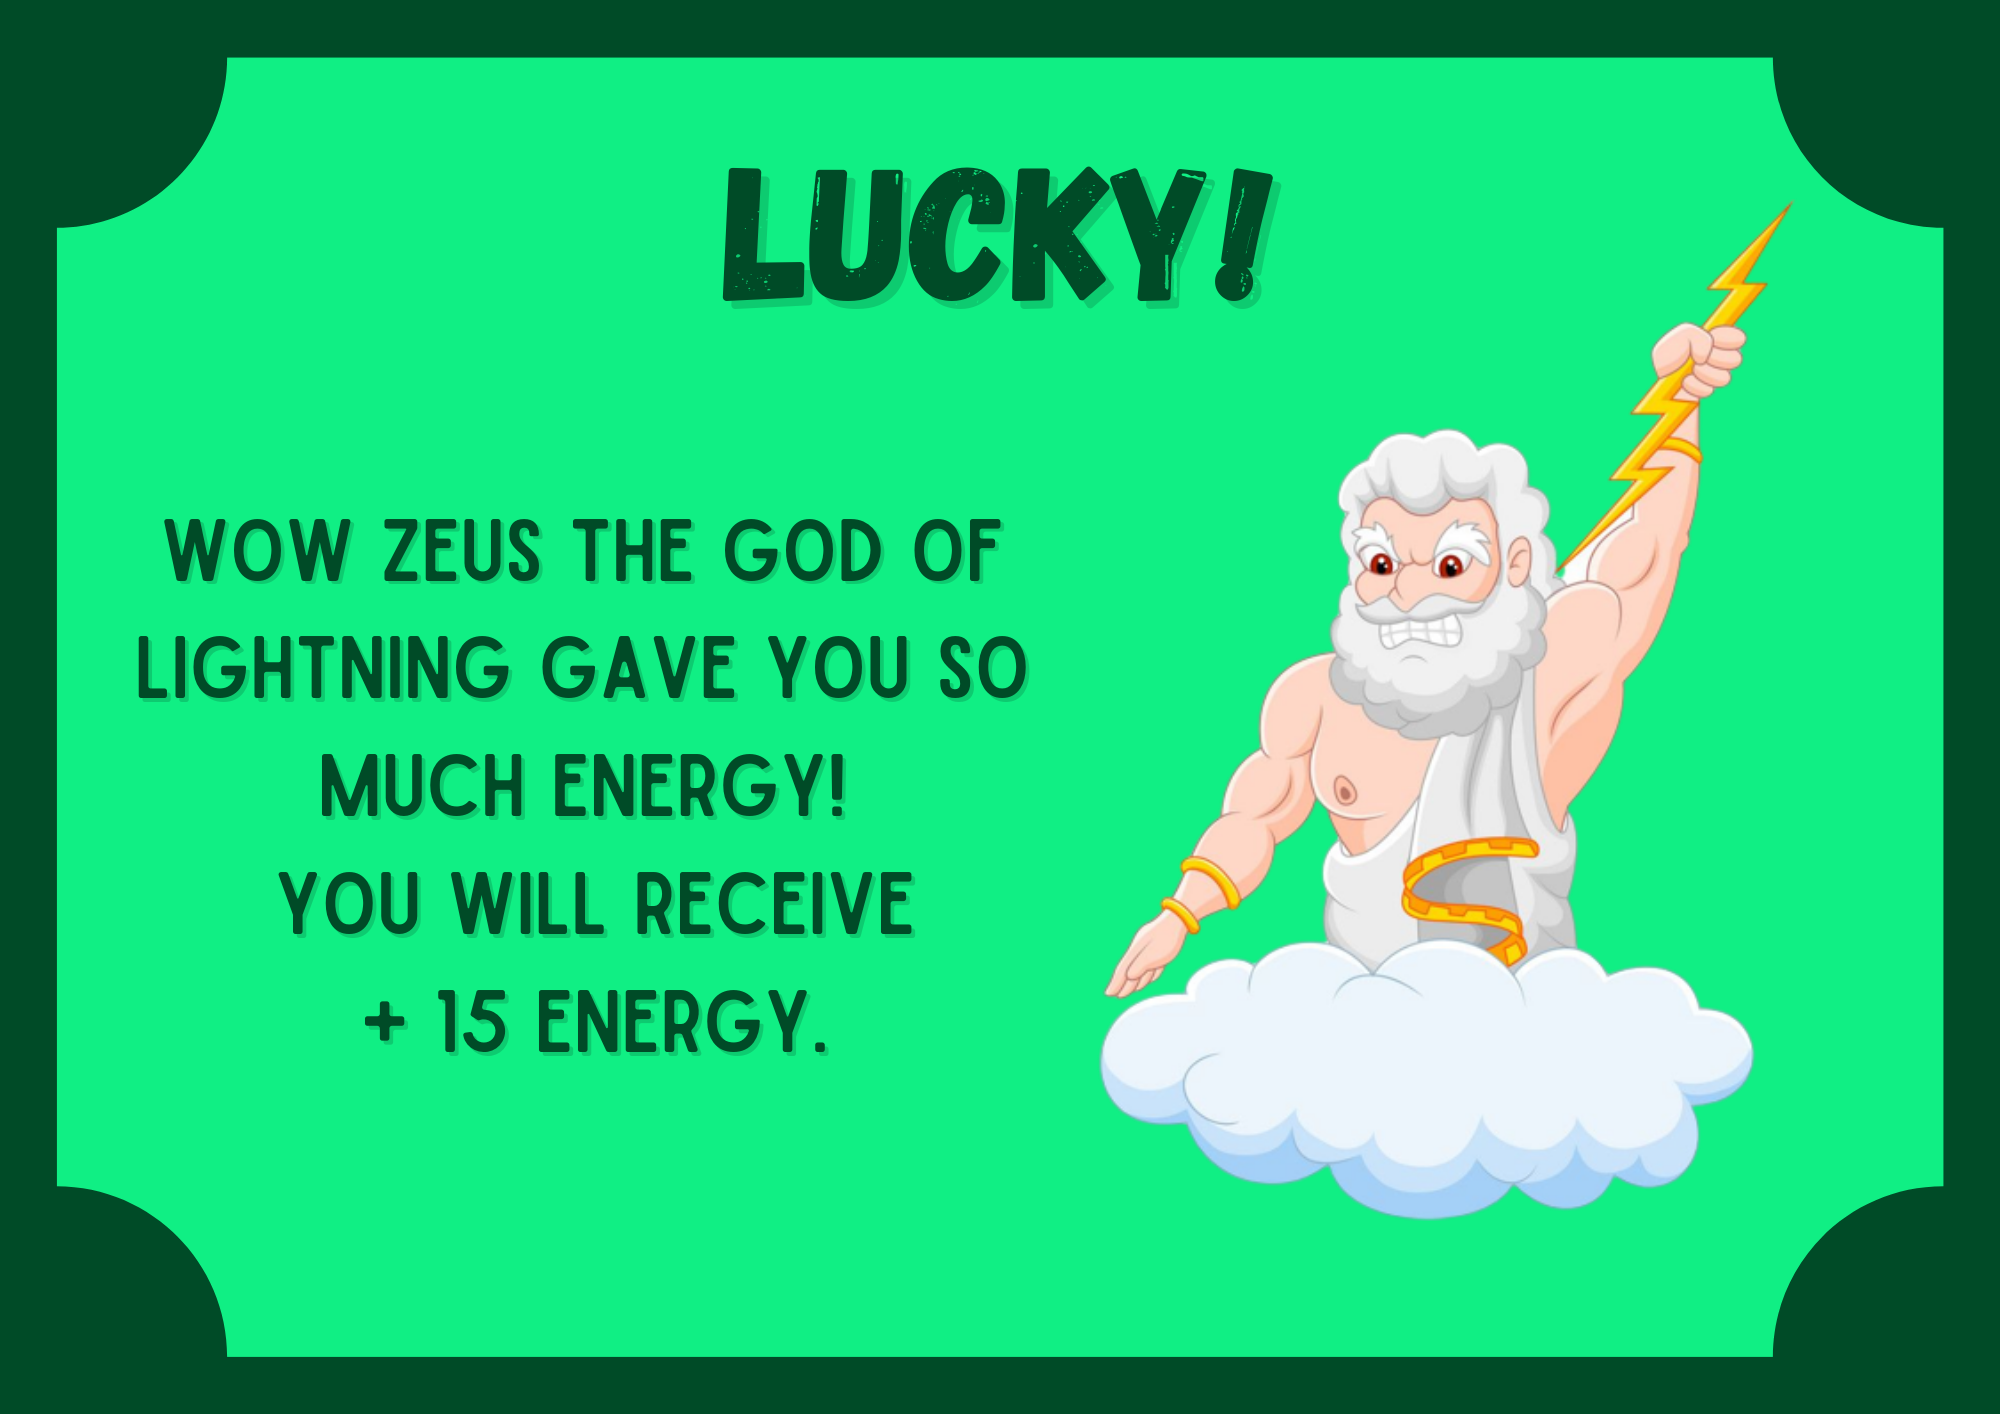 LUCKY!
WOW ZEUS THE GOD OF
LIGHTNING GAVE YOU SO
MUCH ENERGY!
YOU WILL RECEIVE
+ 15 ENERGY.